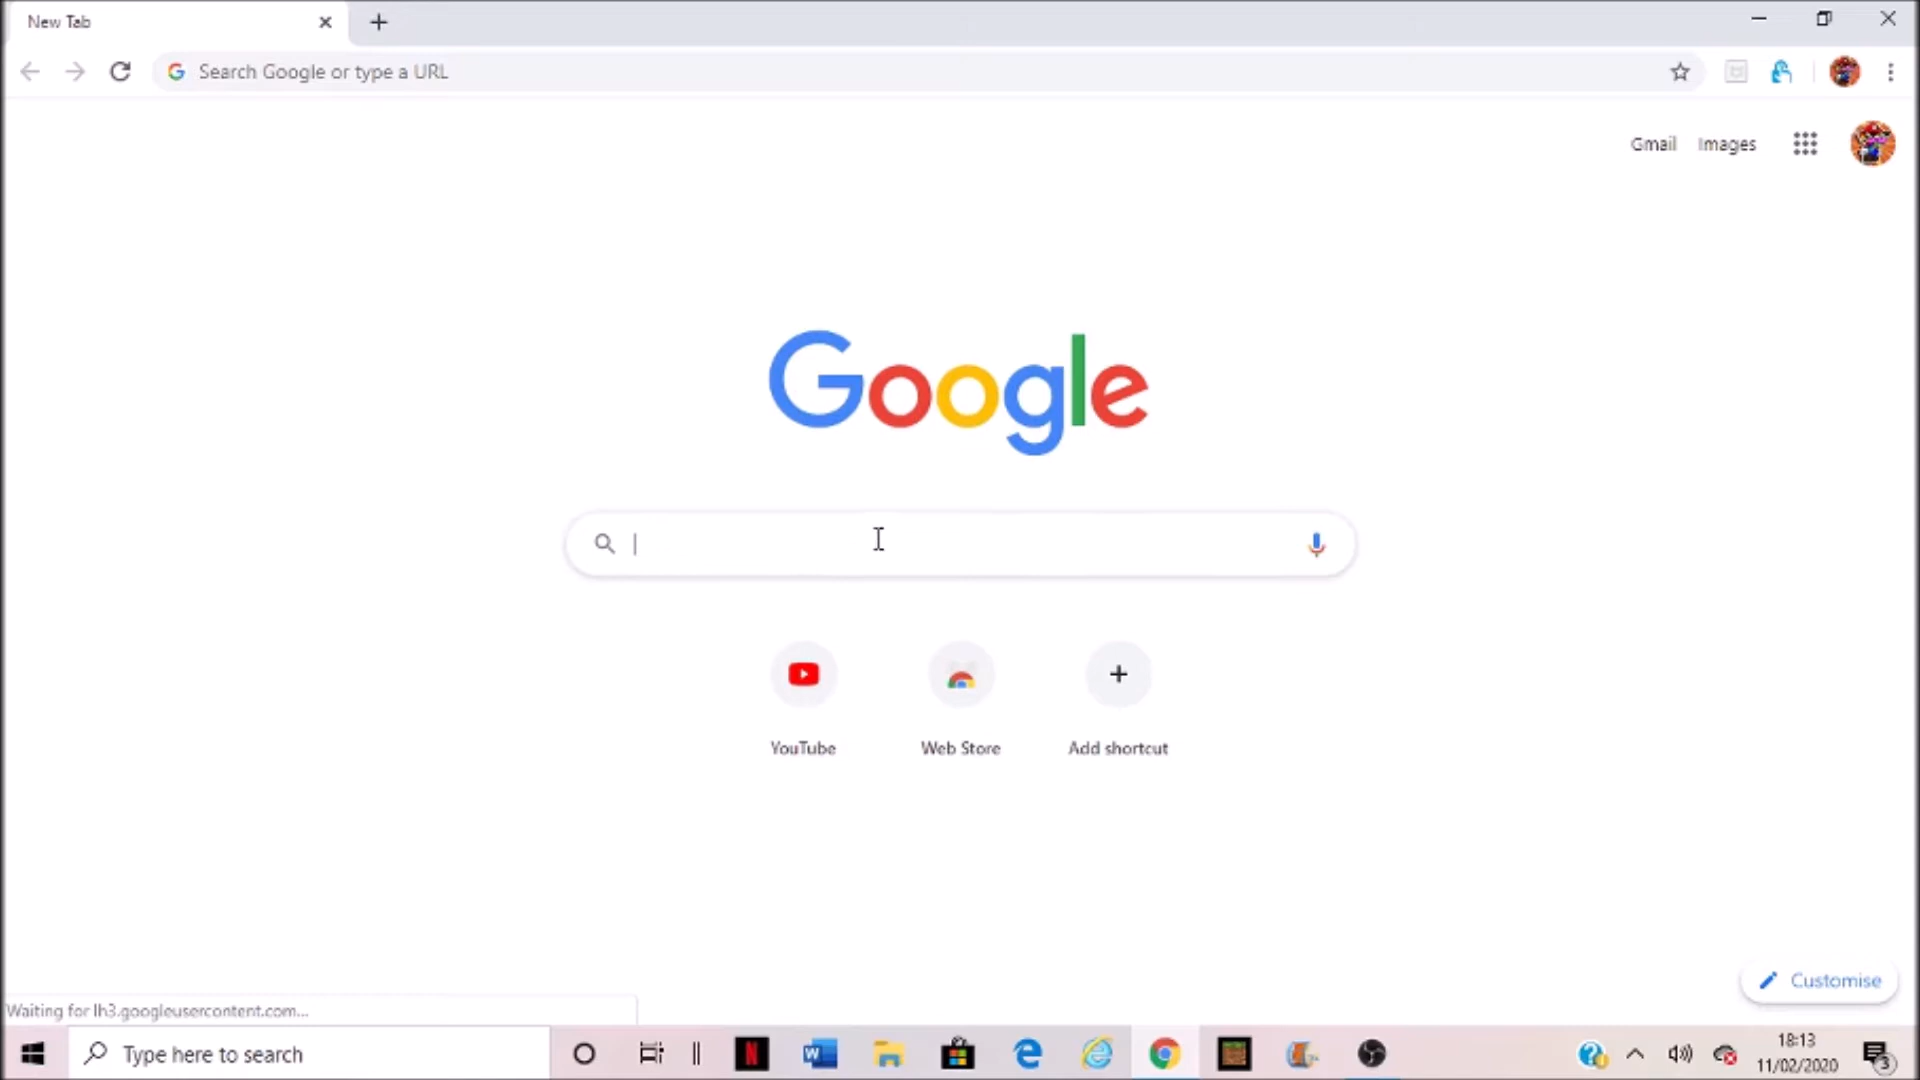 New Tab
Search Google or type a URL
Gmail Images
Google
YouTube Web Store Add shortcut
Customise
Waiting for lh3.googleusercontent.com...
Type here to search
18:13
11/02/2020
3